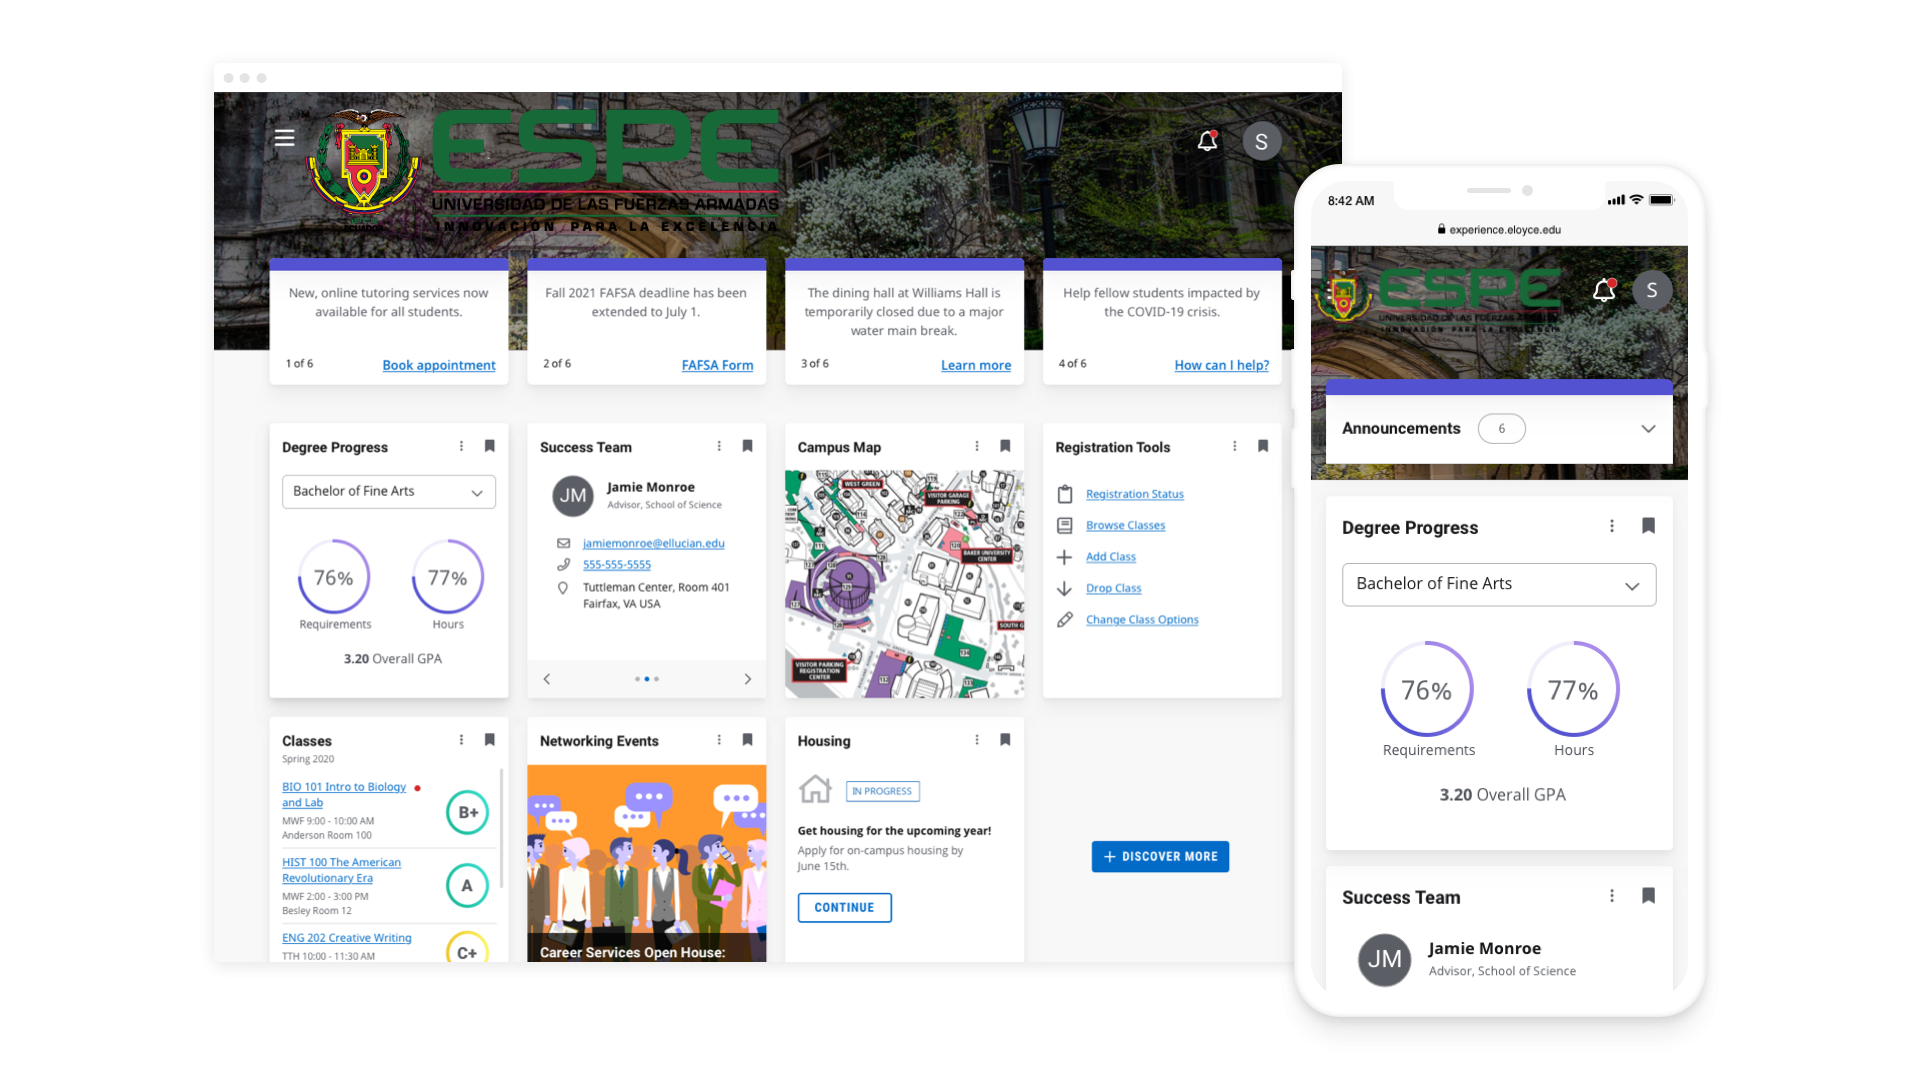 ESPE
UNIVERSIDAD DE LAS FUERZAS ARMADAS
INNOVACIÓN PARA LA EXCELENCIA
ECUADOR
S
New, online tutoring services now
available for all students.
1 of 6
Book appointment
Fall 2021 FAFSA deadline has been
extended to July 1.
2 of 6
FAFSA Form
The dining hall at Williams Hall is
temporarily closed due to a major
water main break.
3 of 6
Learn more
Help fellow students impacted by
the COVID-19 crisis.
4 of 6
How can I help?
Degree Progress
Bachelor of Fine Arts
76%
77%
Requirements
Hours
3.20 Overall GPA
Success Team
JM
Jamie Monroe
Advisor, School of Science
jamiemonroe@ellucian.edu
555-555-5555
Tuttleman Center, Room 401
Fairfax, VA USA
Campus Map
WEST GREEN
VISITOR GARAGE
PARKING
BAKER UNIVERSITY
CENTER
SOUTH G
VISITOR PARKING
REGISTRATION
CENTER
Registration Tools
Registration Status
Browse Classes
Add Class
Drop Class
Change Class Options
Classes
Spring 2020
BIO 101 Intro to Biology
and Lab
MWF 9:00 - 10:00 AM
Anderson Room 100
B+
HIST 100 The American
Revolutionary Era
MWF 2:00 - 3:00 PM
Besley Room 12
A
ENG 202 Creative Writing
TTH 10:00 - 11:30 AM
C+
Networking Events
Career Services Open House:
Housing
IN PROGRESS
Get housing for the upcoming year!
Apply for on-campus housing by
June 15th.
CONTINUE
+ DISCOVER MORE
8:42 AM
experience.eloyce.edu
ESPE
UNIVERSIDAD DE LAS FUERZAS ARMADAS
INNOVACIÓN PARA LA EXCELENCIA
S
Announcements
6
Degree Progress
Bachelor of Fine Arts
76%
77%
Requirements
Hours
3.20 Overall GPA
Success Team
JM
Jamie Monroe
Advisor, School of Science